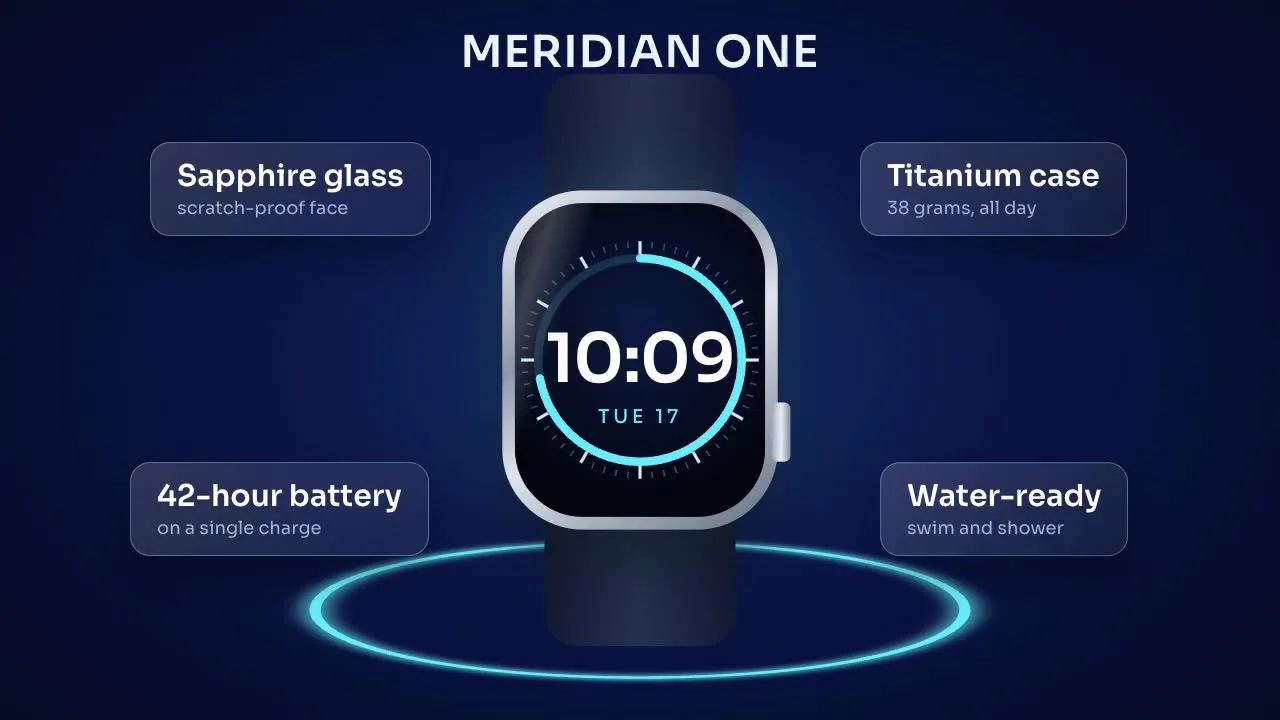 MERIDIAN ONE
Sapphire glass
scratch-proof face
Titanium case
38 grams, all day
10:09
TUE 17
42-hour battery
on a single charge
Water-ready
swim and shower